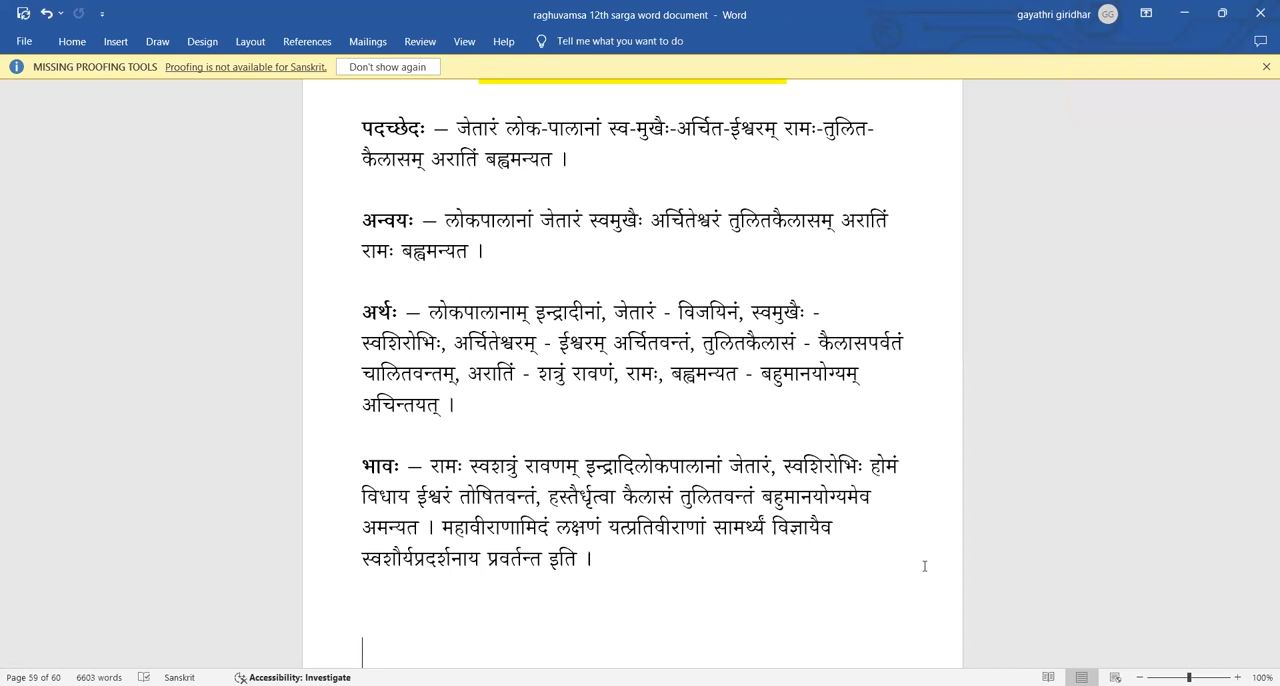 raghuvamsa 12th sarga word document - Word
gayathri giridhar GG
File Home Insert Draw Design Layout References Mailings Review View Help Tell me what you want to do
MISSING PROOFING TOOLS Proofing is not available for Sanskrit. Don't show again
पदच्छेदः – जेतारं लोक-पालानां स्व-मुखैः-अर्चित-ईश्वरम् रामः-तुलित-
कैलासम् अरातिं बह्वमन्यत ।
अन्वयः – लोकपालानां जेतारं स्वमुखैः अर्चितेश्वरं तुलितकैलासम् अरातिं
रामः बह्वमन्यत ।
अर्थः – लोकपालानाम् इन्द्रादीनां, जेतारं - विजयिनं, स्वमुखैः -
स्वशिरोभिः, अर्चितेश्वरम् - ईश्वरम् अर्चितवन्तं, तुलितकैलासं - कैलासपर्वतं
चालितवन्तम्, अरातिं - शत्रुं रावणं, रामः, बह्वमन्यत - बहुमानयोग्यम्
अचिन्तयत् ।
भावः – रामः स्वशत्रुं रावणम् इन्द्रादिलोकपालानां जेतारं, स्वशिरोभिः होमं
विधाय ईश्वरं तोषितवन्तं, हस्तैर्धृत्वा कैलासं तुलितवन्तं बहुमानयोग्यमेव
अमन्यत । महावीराणामिदं लक्षणं यत्प्रतिवीराणां सामर्थ्यं विज्ञायैव
स्वशौर्यप्रदर्शनाय प्रवर्तन्त इति ।
Page 59 of 60 6603 words Sanskrit Accessibility: Investigate 100%